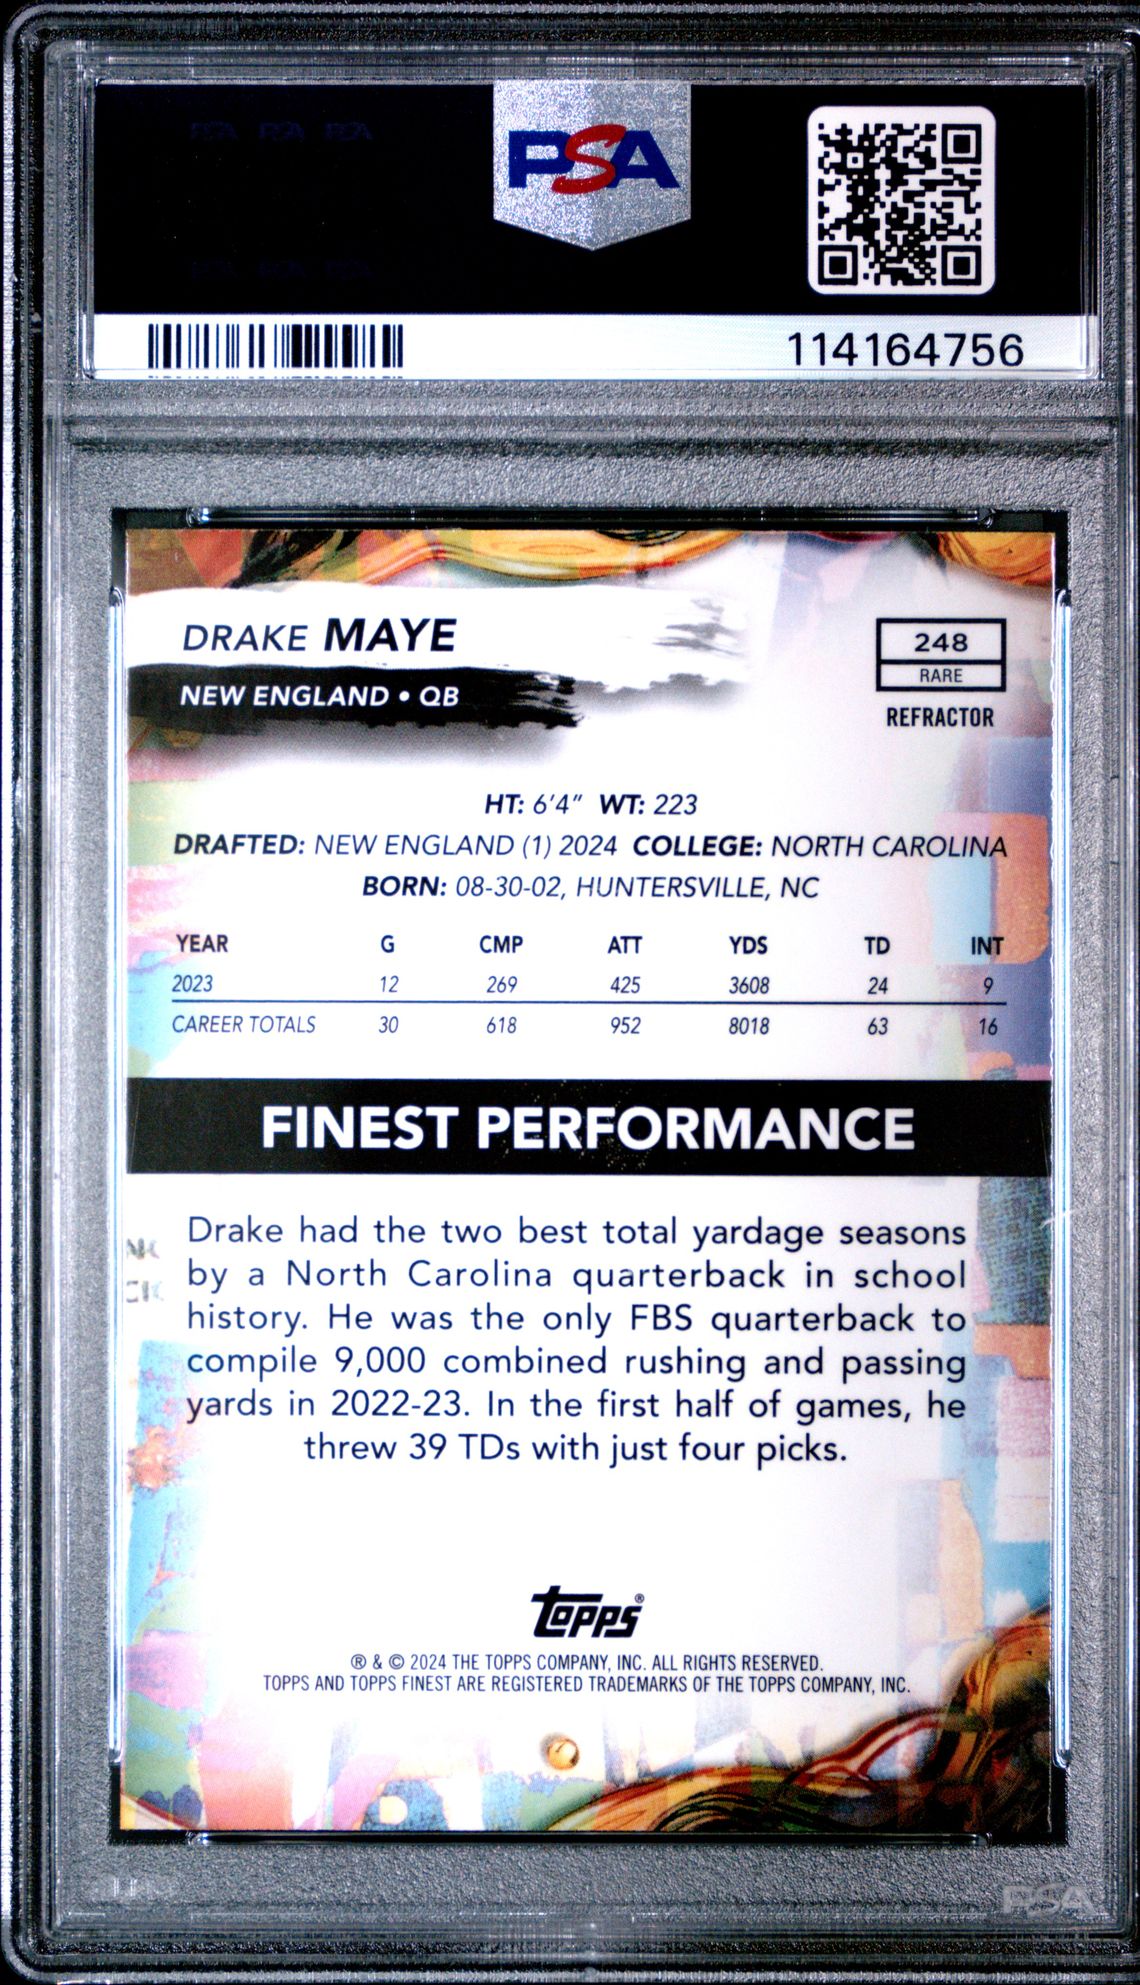 PSA PSA PSA
PSA
PSA PSA PSA
114164756
DRAKE MAYE
248
RARE
NEW ENGLAND • QB
REFRACTOR
HT: 6'4" WT: 223
DRAFTED: NEW ENGLAND (1) 2024 COLLEGE: NORTH CAROLINA
BORN: 08-30-02, HUNTERSVILLE, NC
YEAR G CMP ATT YDS TD INT
2023 12 269 425 3608 24 9
CAREER TOTALS 30 618 952 8018 63 16
FINEST PERFORMANCE
Drake had the two best total yardage seasons
by a North Carolina quarterback in school
history. He was the only FBS quarterback to
compile 9,000 combined rushing and passing
yards in 2022-23. In the first half of games, he
threw 39 TDs with just four picks.
topps®
® & © 2024 THE TOPPS COMPANY, INC. ALL RIGHTS RESERVED.
TOPPS AND TOPPS FINEST ARE REGISTERED TRADEMARKS OF THE TOPPS COMPANY, INC.
PSA